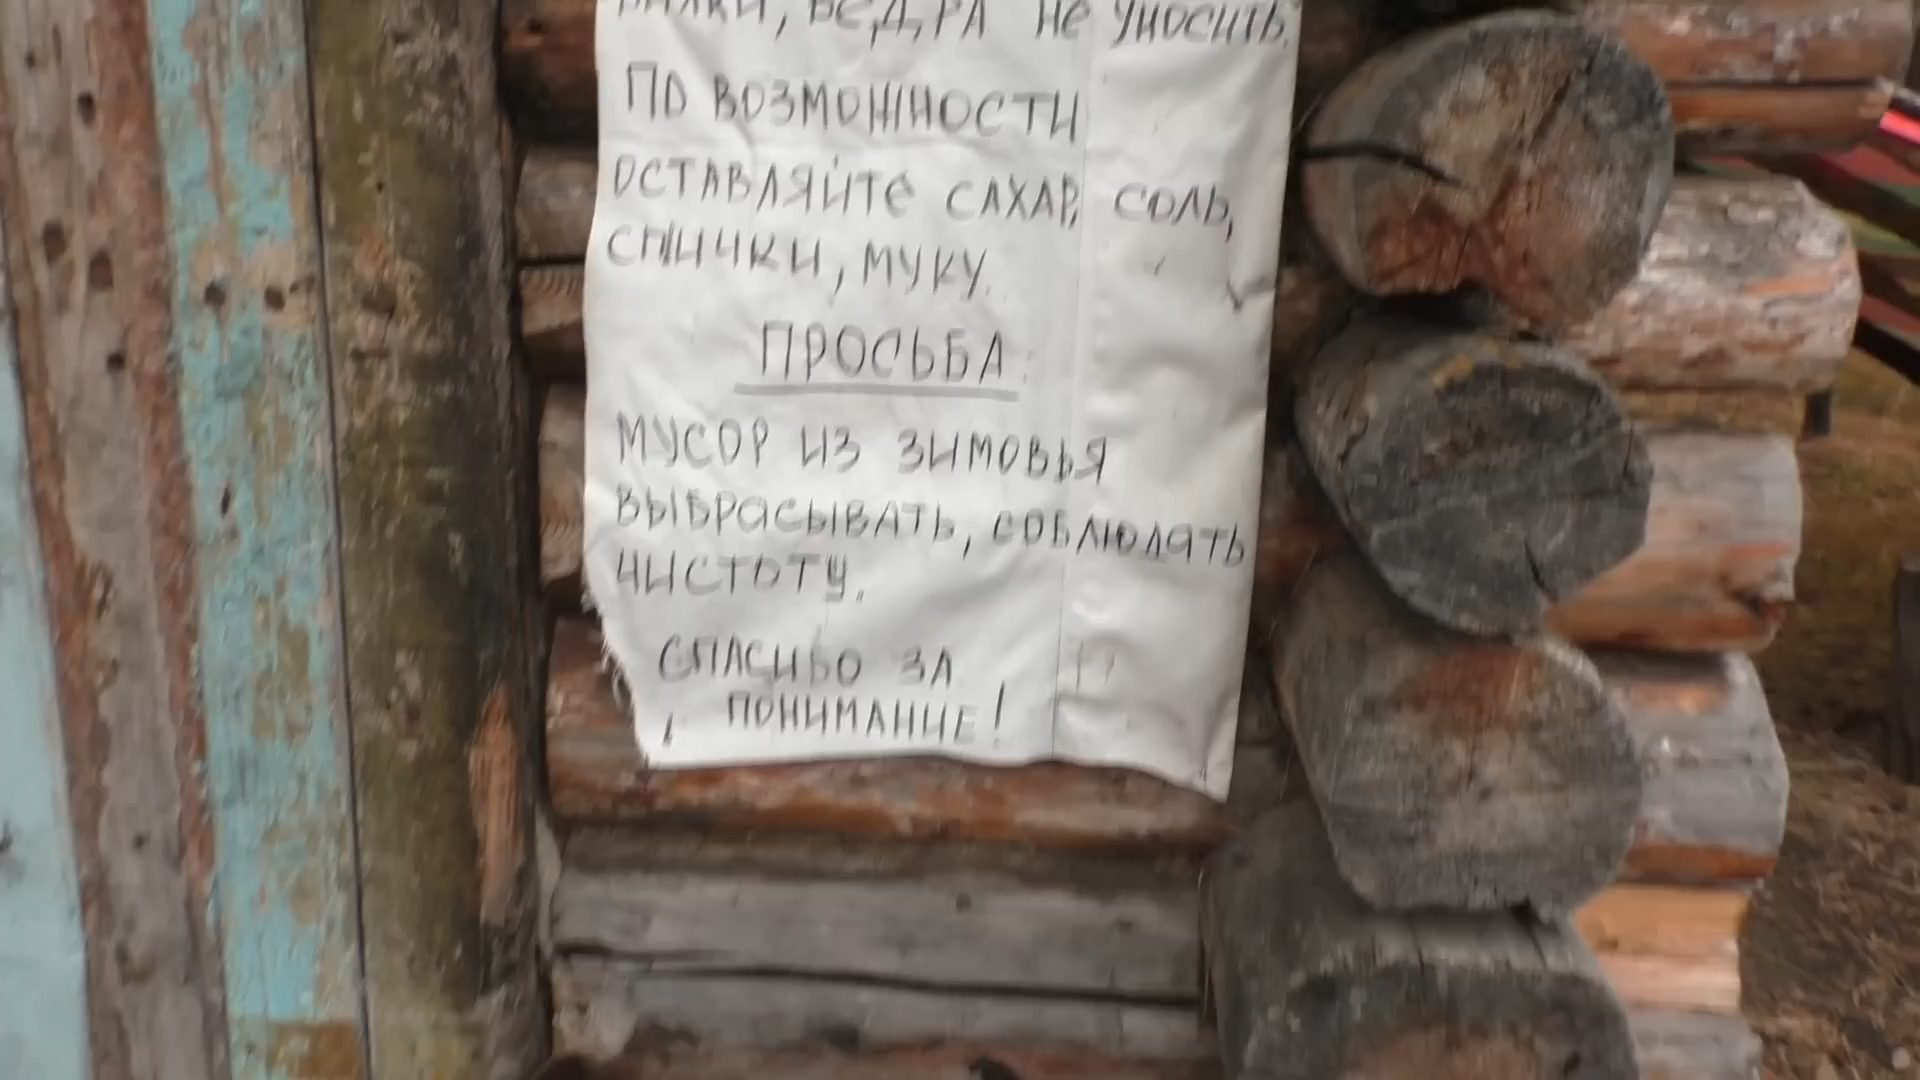 ВЕДРА НЕ УНОСИТЬ.
ПО ВОЗМОЖНОСТИ
ОСТАВЛЯЙТЕ САХАР, СОЛЬ,
СПИЧКИ, МУКУ.
ПРОСЬБА:
МУСОР ИЗ ЗИМОВЬЯ
ВЫБРАСЫВАТЬ, СОБЛЮДАТЬ
ЧИСТОТУ.
СПАСИБО ЗА
ПОНИМАНИЕ!